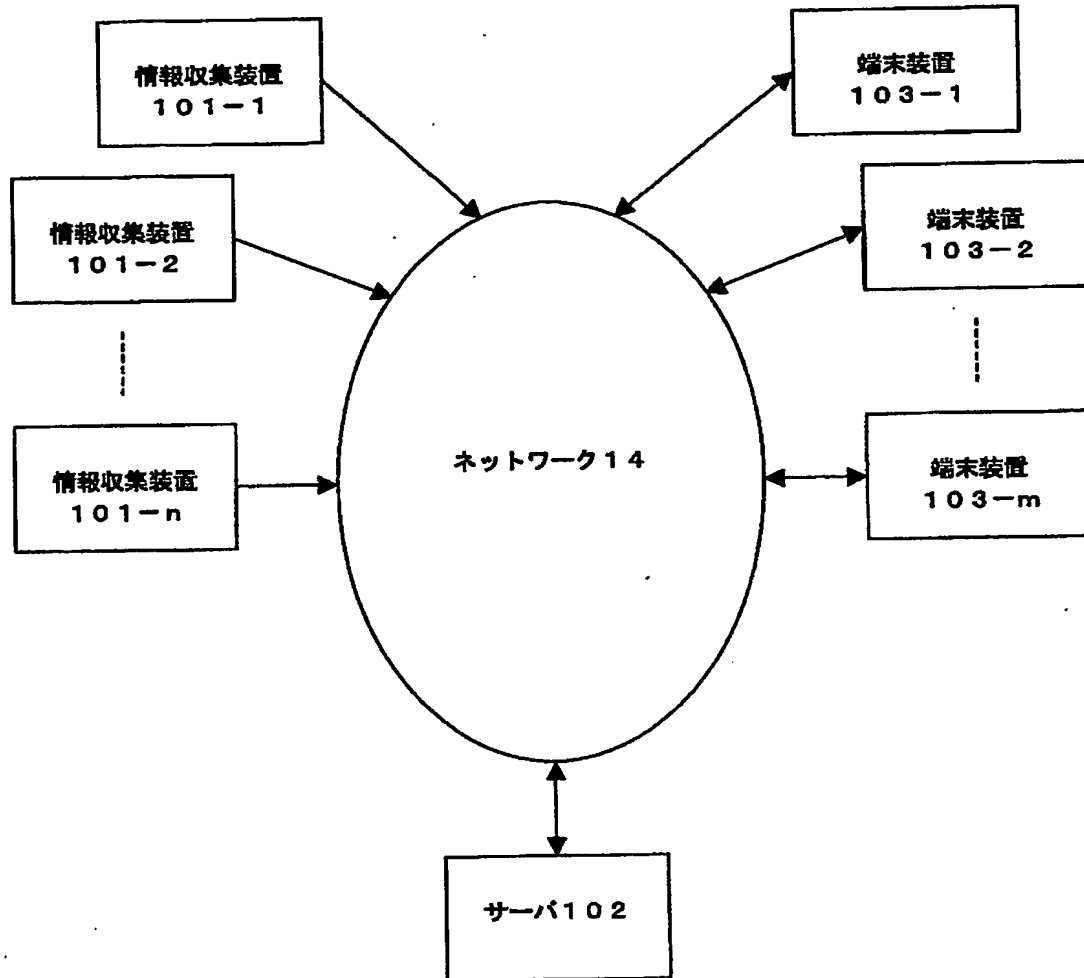 情報収集装置
101-1
情報収集装置
101-2
情報収集装置
101-n
端末装置
103-1
端末装置
103-2
端末装置
103-m
ネットワーク14
サーバ102